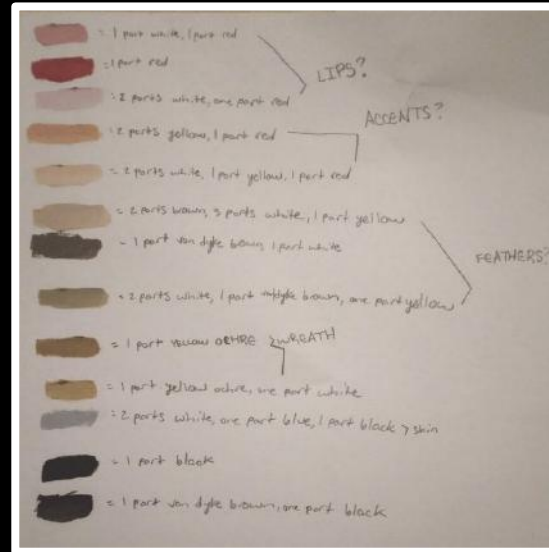 = 1 part white, 1 part red
= 1 part red
LIPS?
= 2 parts white, one part red
ACCENTS?
= 2 parts yellow, 1 part red
= 2 parts white, 1 part yellow, 1 part red
= 2 parts brown, 3 parts white, 1 part yellow
- 1 part van dyke brown, 1 part white
FEATHERS?
= 2 parts white, 1 part brown, one part yellow
= 1 part YELLOW OCHRE WREATH
= 1 part yellow ochre, one part white
= 2 parts white, one part blue, 1 part black > skin
= 1 part black
= 1 part van dyke brown, one part black